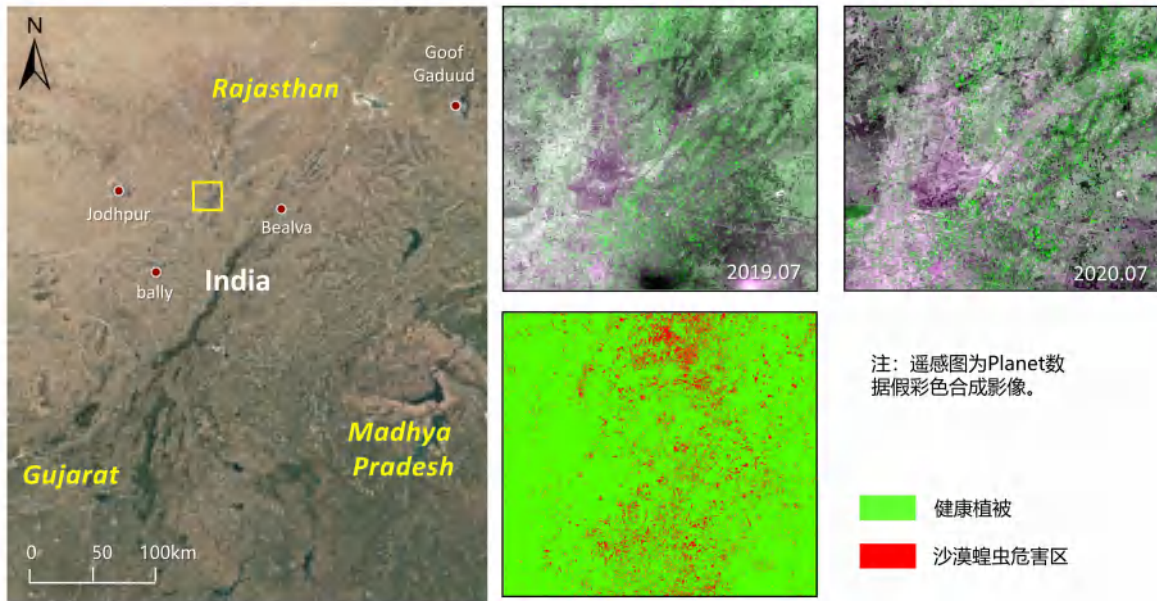 N
Goof
Gaduud
Rajasthan
Jodhpur
Bealva
India
bally
Madhya
Pradesh
Gujarat
0 50 100km
2019.07
2020.07
注：遥感图为Planet数
据假彩色合成影像。
健康植被
沙漠蝗虫危害区